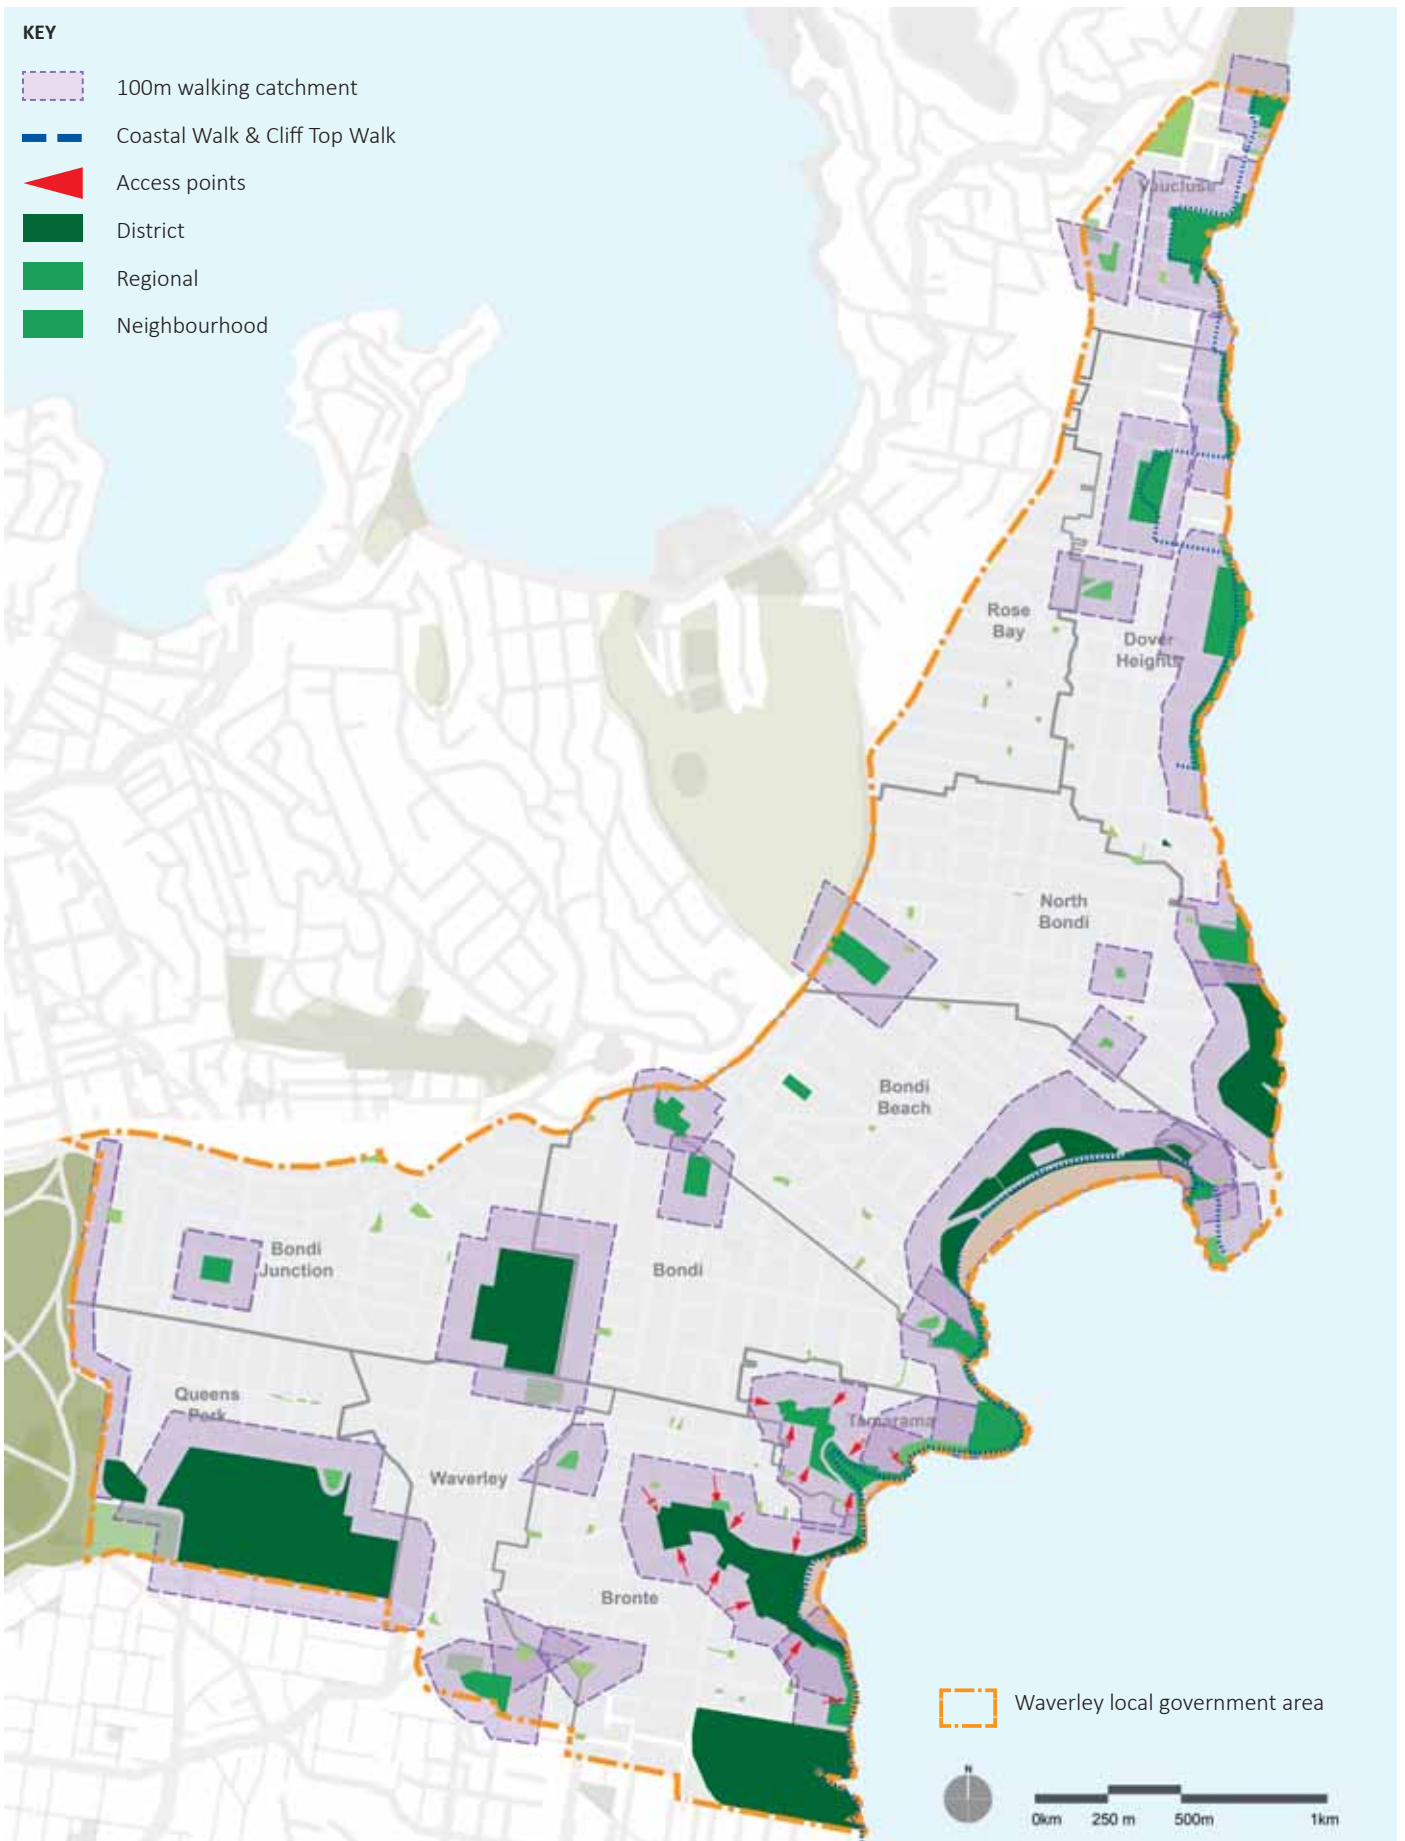 KEY
100m walking catchment
Coastal Walk & Cliff Top Walk
Access points
District
Regional
Neighbourhood
Vaucluse
Rose
Bay
Dover
Heights
North
Bondi
Bondi
Beach
Bondi
Junction
Bondi
Queens
Park
Tamarama
Waverley
Bronte
Waverley local government area
N
0km
250 m
500m
1km